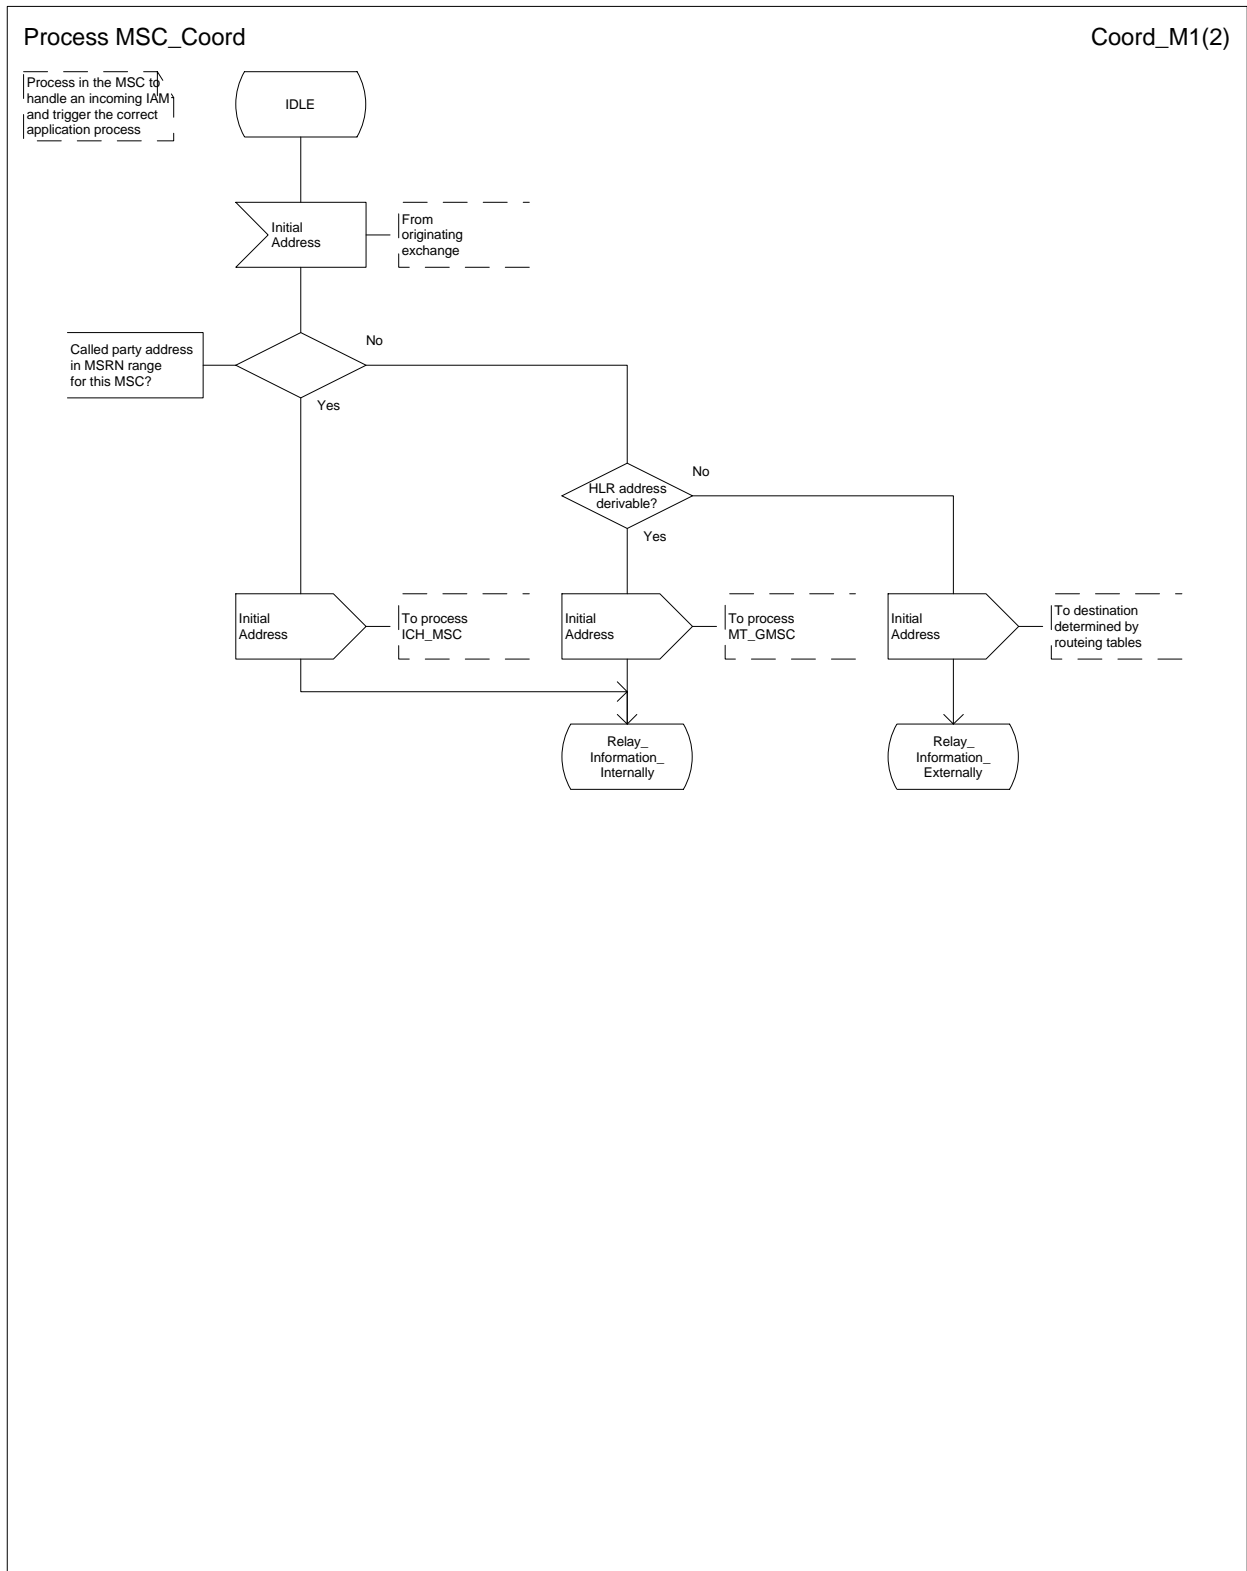 Process MSC_Coord
Coord_M1(2)
Process in the MSC to
handle an incoming IAM
and trigger the correct
application process
IDLE
Initial
Address
From
originating
exchange
Called party address
in MSRN range
for this MSC?
No
Yes
HLR address
derivable?
No
Yes
Initial
Address
To process
ICH_MSC
Initial
Address
To process
MT_GMSC
Initial
Address
To destination
determined by
routeing tables
Relay_
Information_
Internally
Relay_
Information_
Externally